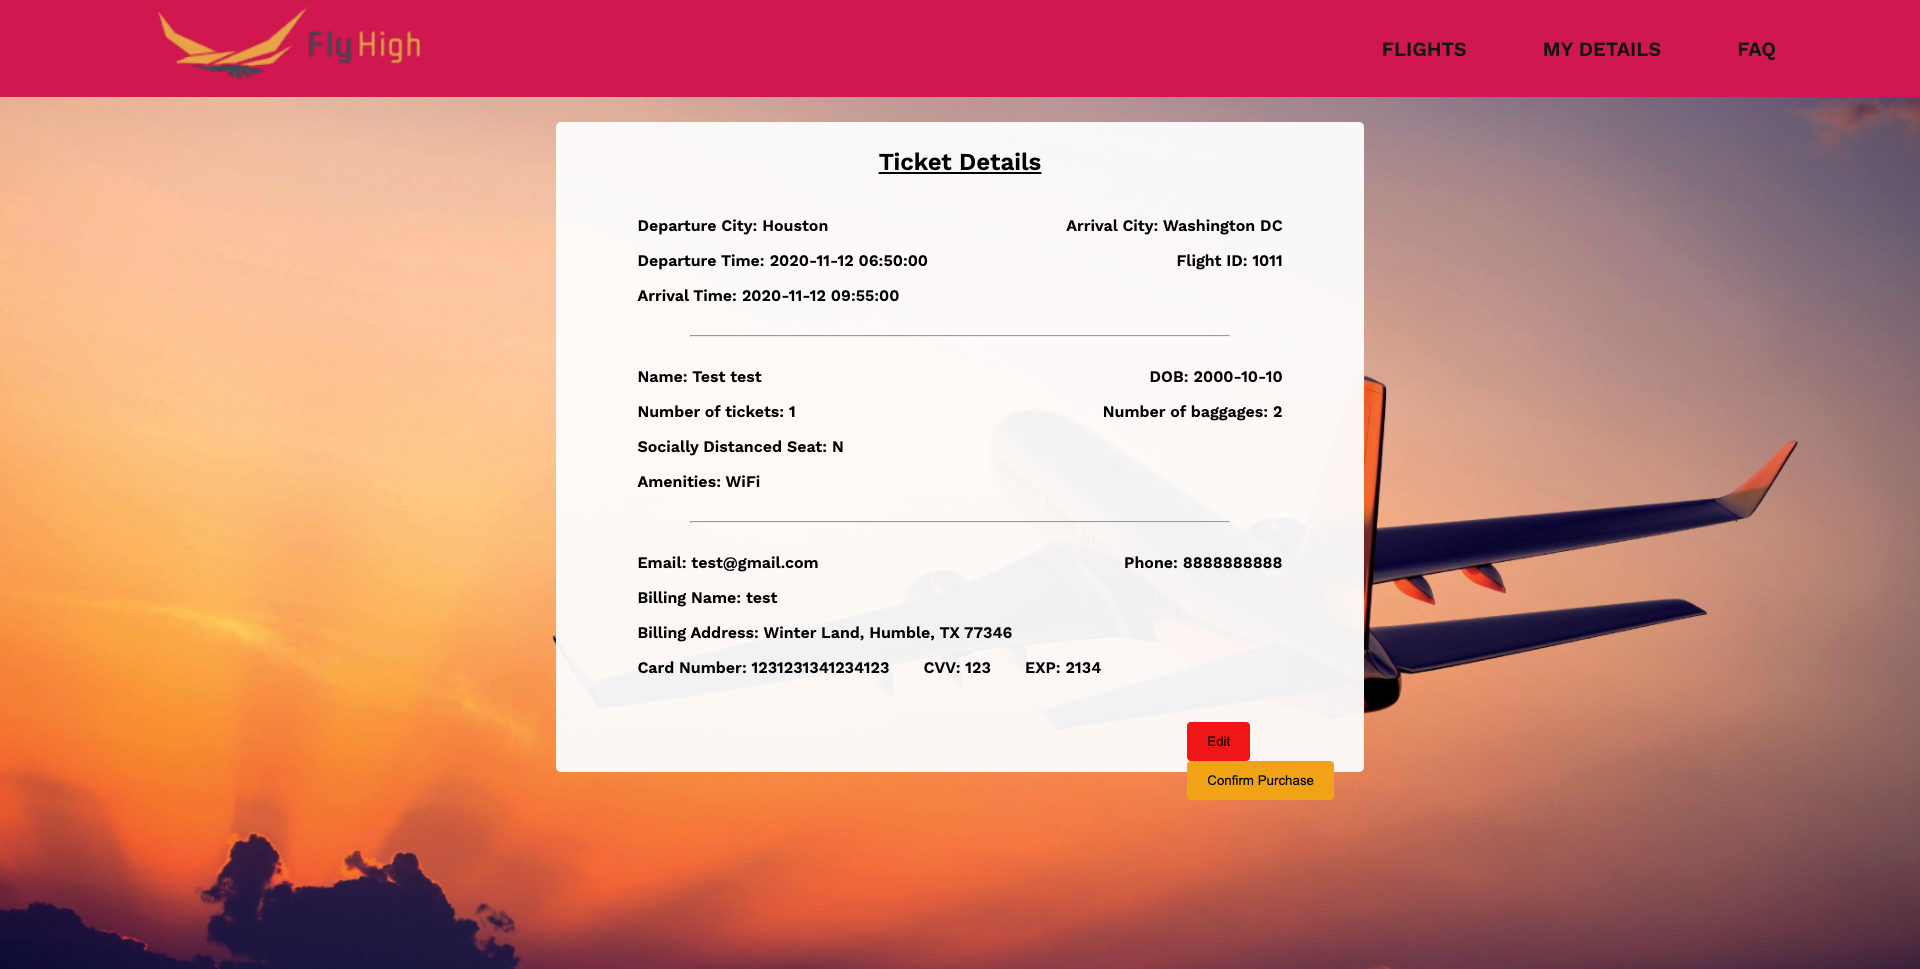 FlyHigh
FLIGHTS MY DETAILS FAQ
Ticket Details
Departure City: Houston Arrival City: Washington DC
Departure Time: 2020-11-12 06:50:00 Flight ID: 1011
Arrival Time: 2020-11-12 09:55:00
Name: Test test DOB: 2000-10-10
Number of tickets: 1 Number of baggages: 2
Socially Distanced Seat: N
Amenities: WiFi
Email: test@gmail.com Phone: 8888888888
Billing Name: test
Billing Address: Winter Land, Humble, TX 77346
Card Number: 1231231341234123 CVV: 123 EXP: 2134
Edit
Confirm Purchase